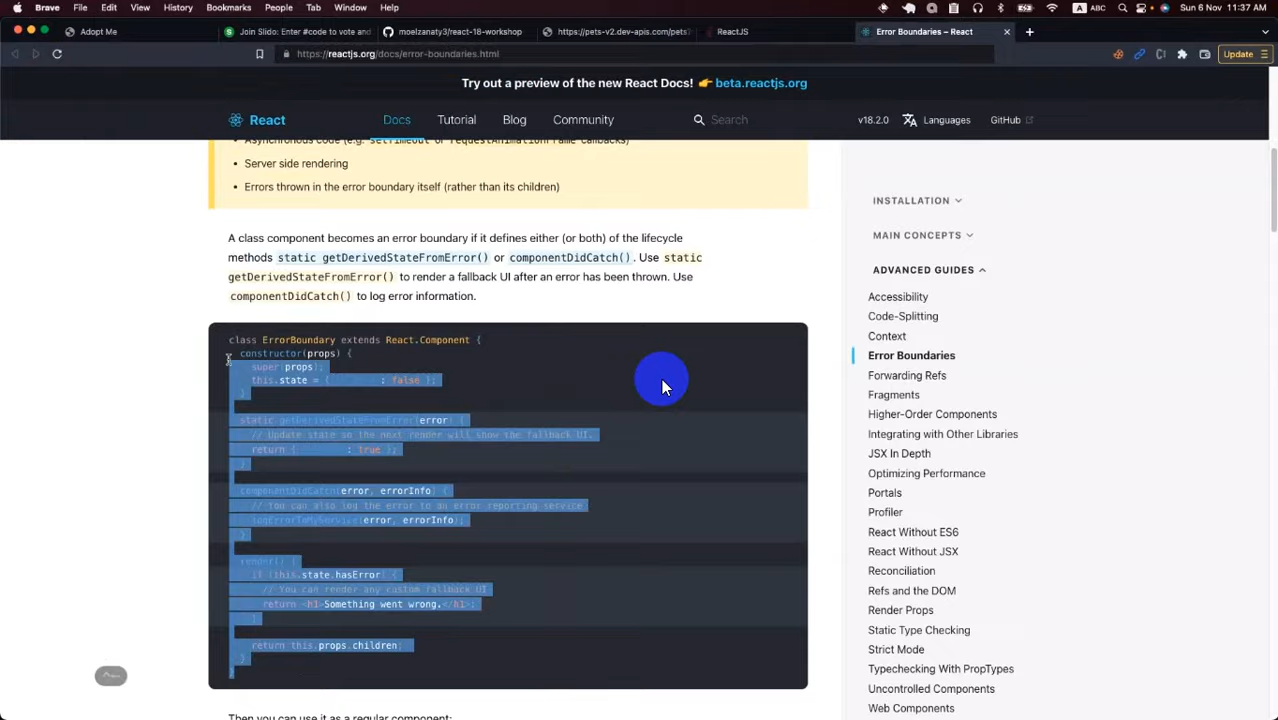 Brave File Edit View History Bookmarks People Tab Window Help
ABC Sun 6 Nov 11:37 AM
Adopt Me
Join Slido: Enter #code to vote and
moelzanaty3/react-18-workshop
https://pets-v2.dev-apis.com/pets
ReactJS
Error Boundaries – React
https://reactjs.org/docs/error-boundaries.html
Update
Try out a preview of the new React Docs! 👉 beta.reactjs.org
React
Docs
Tutorial
Blog
Community
Search
v18.2.0
Languages
GitHub
• Asynchronous code (e.g. setTimeout or requestAnimationFrame callbacks)
• Server side rendering
• Errors thrown in the error boundary itself (rather than its children)
A class component becomes an error boundary if it defines either (or both) of the lifecycle
methods static getDerivedStateFromError() or componentDidCatch(). Use static
getDerivedStateFromError() to render a fallback UI after an error has been thrown. Use
componentDidCatch() to log error information.
class ErrorBoundary extends React.Component {
constructor(props) {
super(props);
this.state = { : false };
}
static getDerivedStateFromError(error) {
// Update state so the next render will show the fallback UI.
return { : true };
}
componentDidCatch(error, errorInfo) {
// You can also log the error to an error reporting service
logErrorToMyService(error, errorInfo);
}
render() {
if (this.state.hasError) {
// You can render any custom fallback UI
return <h1>Something went wrong.</h1>;
}
return this.props.children;
}
}
Then you can use it as a regular component:
INSTALLATION
MAIN CONCEPTS
ADVANCED GUIDES
Accessibility
Code-Splitting
Context
Error Boundaries
Forwarding Refs
Fragments
Higher-Order Components
Integrating with Other Libraries
JSX In Depth
Optimizing Performance
Portals
Profiler
React Without ES6
React Without JSX
Reconciliation
Refs and the DOM
Render Props
Static Type Checking
Strict Mode
Typechecking With PropTypes
Uncontrolled Components
Web Components